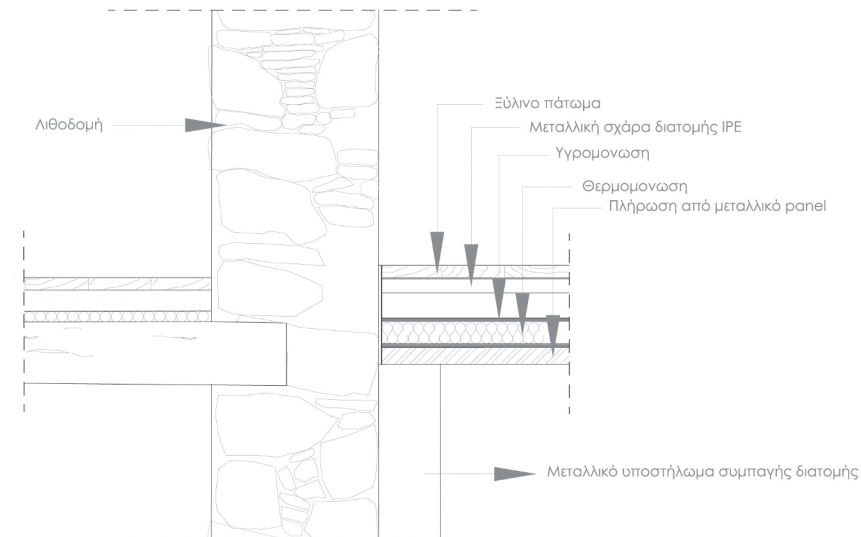 Ξύλινο πάτωμα
Λιθοδομή
Μεταλλική σχάρα διατομής IPE
Υγρομονωση
Θερμομονωση
Πλήρωση από μεταλλικό panel
Μεταλλικό υποστήλωμα συμπαγής διατομής